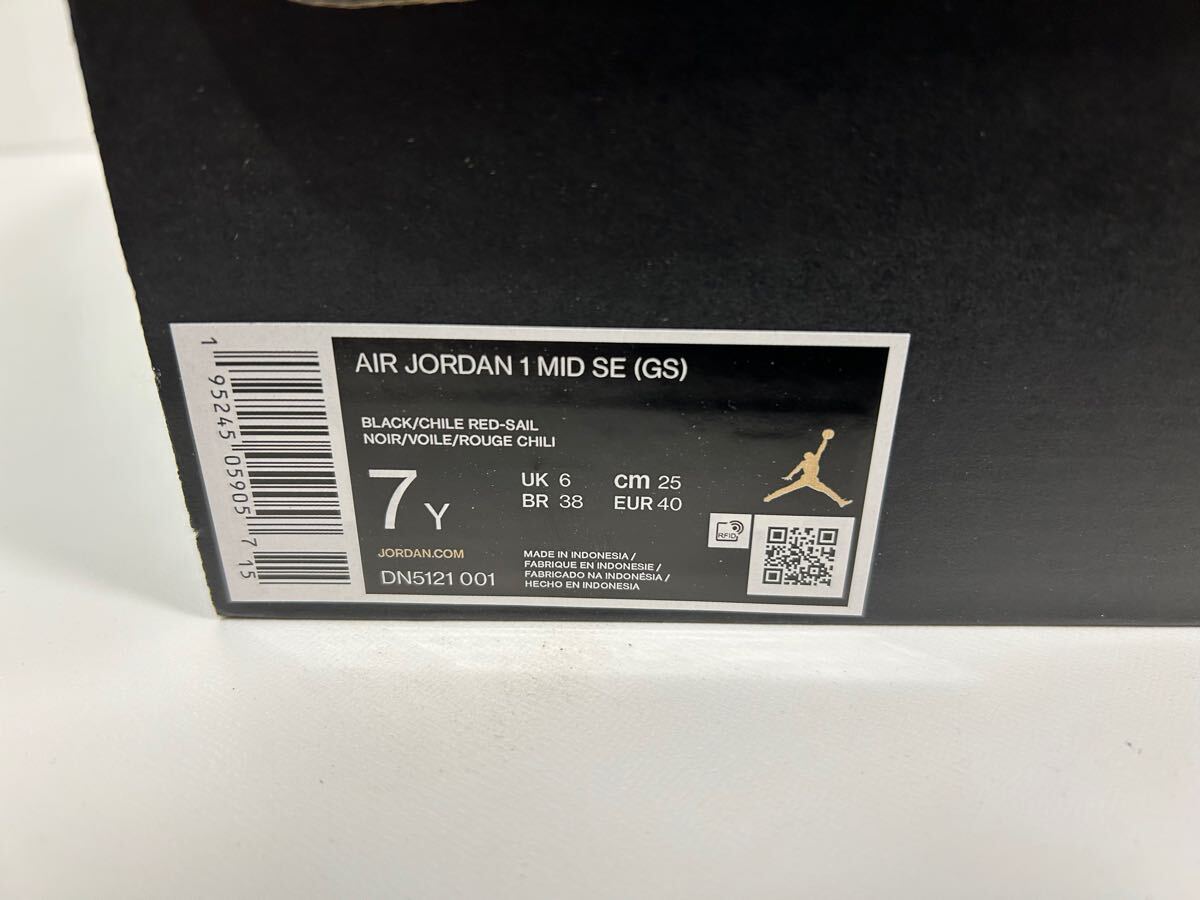 1 95245 05905 7 15
AIR JORDAN 1 MID SE (GS)
BLACK/CHILE RED-SAIL
NOIR/VOILE/ROUGE CHILI
7 Y
UK 6 cm 25
BR 38 EUR 40
RFID
JORDAN.COM
DN5121 001
MADE IN INDONESIA /
FABRIQUE EN INDONESIE /
FABRICADO NA INDONÉSIA /
HECHO EN INDONESIA